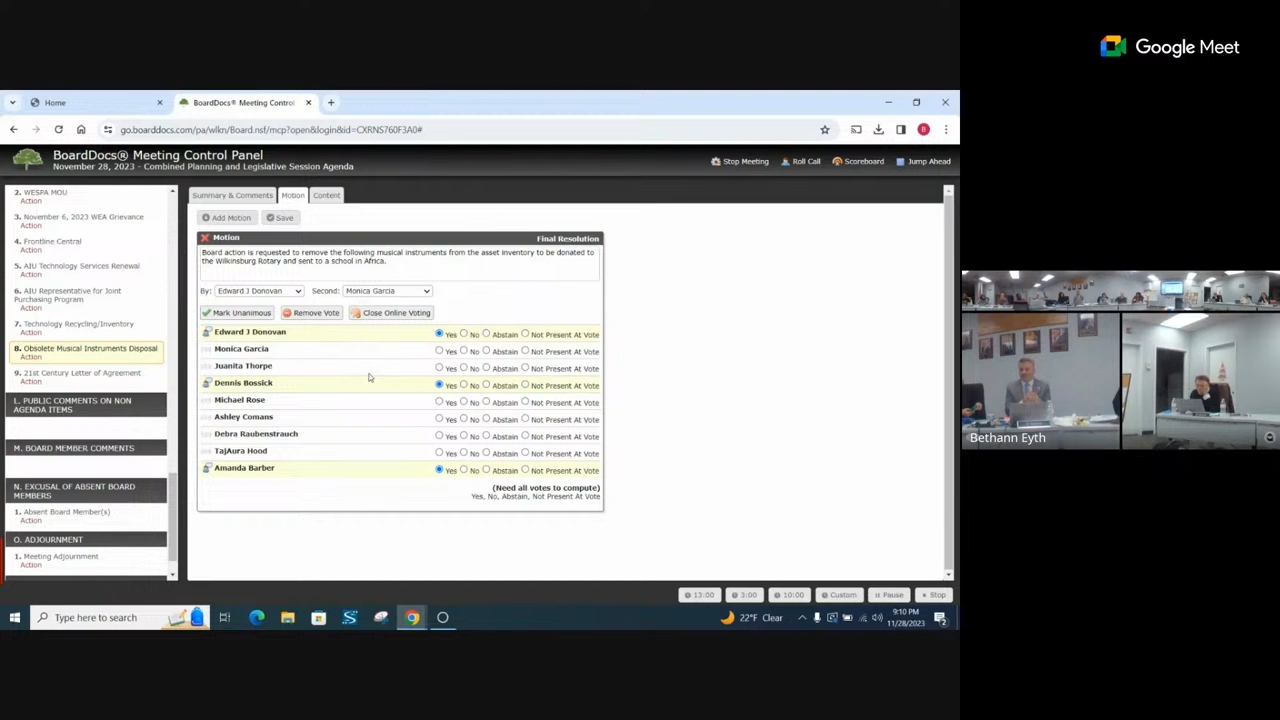 Google Meet
Home
BoardDocs® Meeting Control
go.boarddocs.com/pa/wlkn/Board.nsf/mcp?open&login&id=CXRNS760F3A0#
BoardDocs® Meeting Control Panel
November 28, 2023 - Combined Planning and Legislative Session Agenda
Stop Meeting
Roll Call
Scoreboard
Jump Ahead
2. WESPA MOU
Action
3. November 6, 2023 WEA Grievance
Action
4. Frontline Central
Action
5. AIU Technology Services Renewal
Action
6. AIU Representative for Joint
Purchasing Program
Action
7. Technology Recycling/Inventory
Action
8. Obsolete Musical Instruments Disposal
Action
9. 21st Century Letter of Agreement
Action
L. PUBLIC COMMENTS ON NON
AGENDA ITEMS
M. BOARD MEMBER COMMENTS
N. EXCUSAL OF ABSENT BOARD
MEMBERS
1. Absent Board Member(s)
Action
O. ADJOURNMENT
1. Meeting Adjournment
Action
Summary & Comments
Motion
Content
Add Motion
Save
Motion
Final Resolution
Board action is requested to remove the following musical instruments from the asset inventory to be donated to
the Wilkinsburg Rotary and sent to a school in Africa.
By: Edward J Donovan Second: Monica Garcia
Mark Unanimous
Remove Vote
Close Online Voting
Edward J Donovan Yes No Abstain Not Present At Vote
Monica Garcia Yes No Abstain Not Present At Vote
Juanita Thorpe Yes No Abstain Not Present At Vote
Dennis Bossick Yes No Abstain Not Present At Vote
Michael Rose Yes No Abstain Not Present At Vote
Ashley Comans Yes No Abstain Not Present At Vote
Debra Raubenstrauch Yes No Abstain Not Present At Vote
TajAura Hood Yes No Abstain Not Present At Vote
Amanda Barber Yes No Abstain Not Present At Vote
(Need all votes to compute)
Yes, No, Abstain, Not Present At Vote
13:00
3:00
10:00
Custom
Pause
Stop
Type here to search
22°F Clear
9:10 PM
11/28/2023
Bethann Eyth